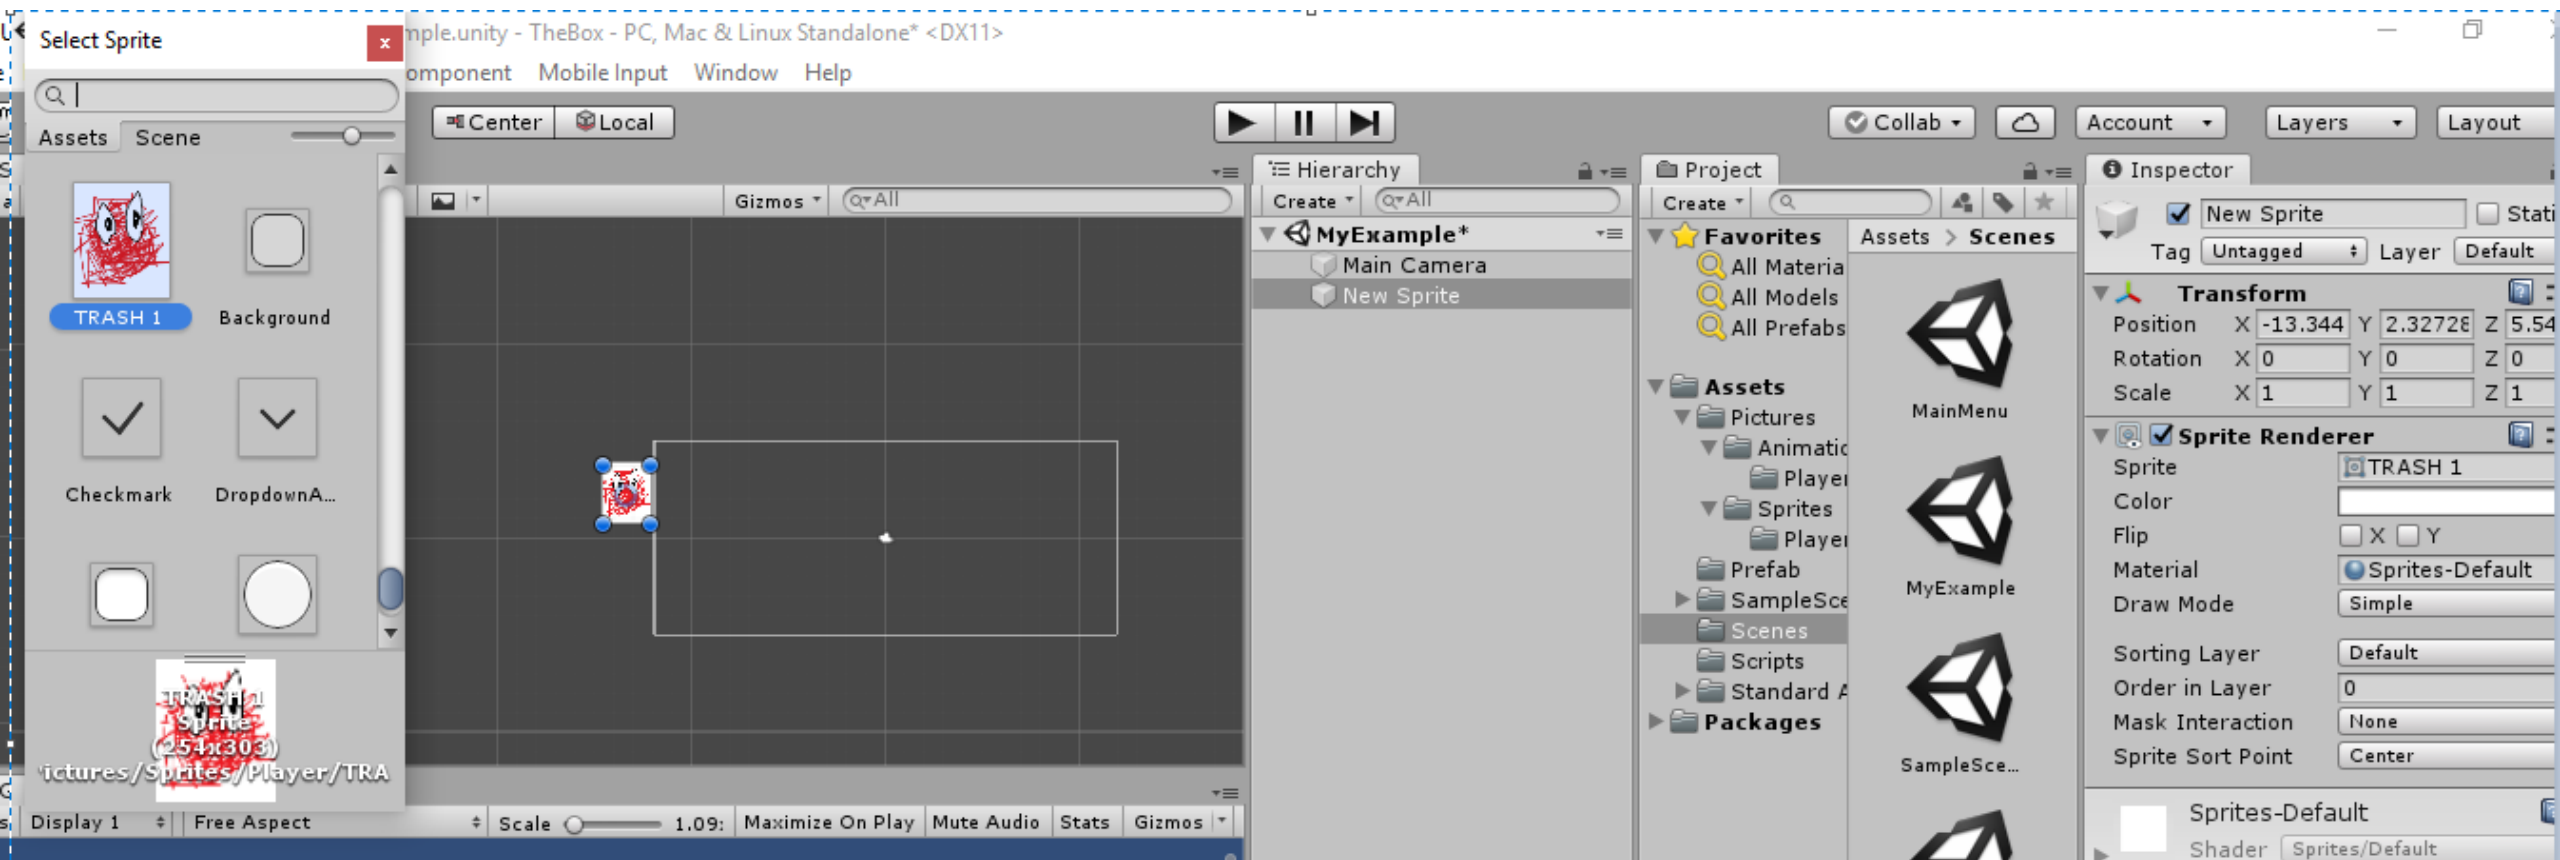 Select Sprite
x
mple.unity - TheBox - PC, Mac & Linux Standalone* <DX11>
omponent Mobile Input Window Help
Center Local
Collab Account Layers Layout
Assets Scene
TRASH 1
Background
Checkmark
DropdownA...
TRASH 1
Sprite
(254x303)
ictures/Sprites/Player/TRA
Gizmos All
Display 1 Free Aspect Scale 1.09: Maximize On Play Mute Audio Stats Gizmos
Hierarchy
Create All
MyExample*
Main Camera
New Sprite
Project
Create
Favorites
All Materia
All Models
All Prefabs
Assets
Pictures
Animatic
Player
Sprites
Player
Prefab
SampleSce
Scenes
Scripts
Standard A
Packages
Assets > Scenes
MainMenu
MyExample
SampleSce...
Inspector
New Sprite Stati
Tag Untagged Layer Default
Transform
Position X -13.344 Y 2.32728 Z 5.54
Rotation X 0 Y 0 Z 0
Scale X 1 Y 1 Z 1
Sprite Renderer
Sprite TRASH 1
Color
Flip X Y
Material Sprites-Default
Draw Mode Simple
Sorting Layer Default
Order in Layer 0
Mask Interaction None
Sprite Sort Point Center
Sprites-Default
Shader Sprites/Default